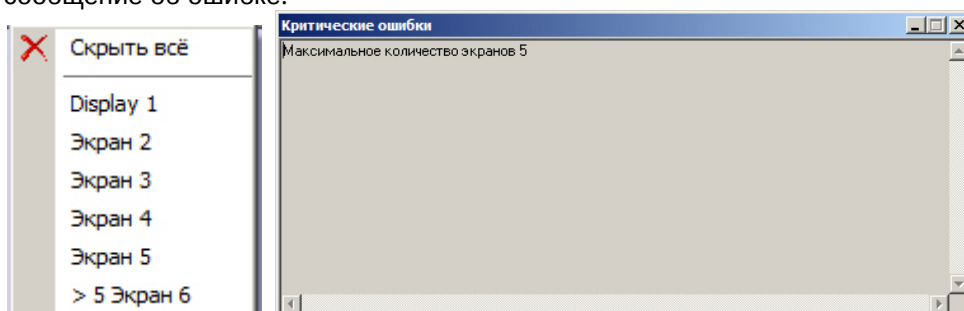 сообщение об ошибке.
Скрыть всё
Display 1
Экран 2
Экран 3
Экран 4
Экран 5
> 5 Экран 6
Критические ошибки
Максимальное количество экранов 5